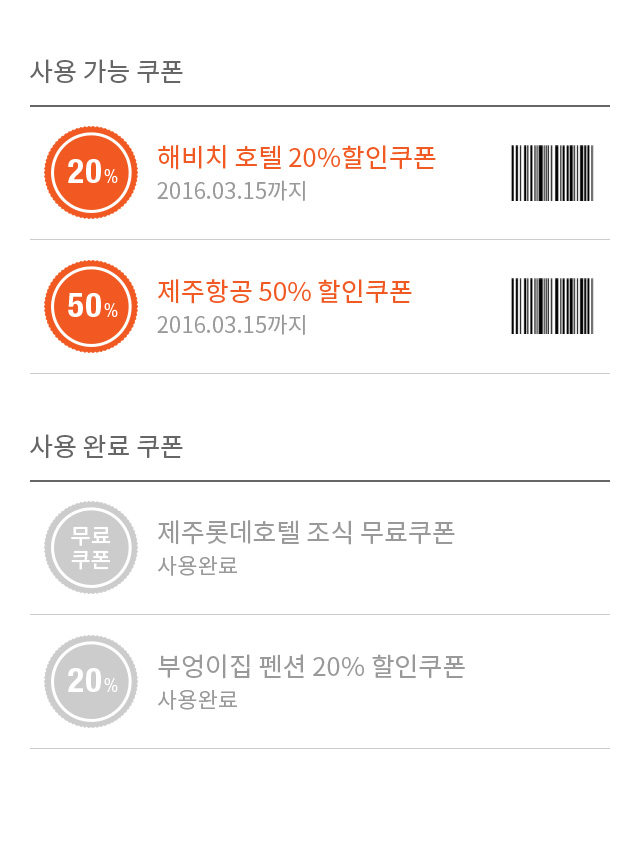 사용 가능 쿠폰
20%
해비치 호텔 20%할인쿠폰
2016.03.15까지
50%
제주항공 50% 할인쿠폰
2016.03.15까지
사용 완료 쿠폰
무료
쿠폰
제주롯데호텔 조식 무료쿠폰
사용완료
20%
부엉이집 펜션 20% 할인쿠폰
사용완료